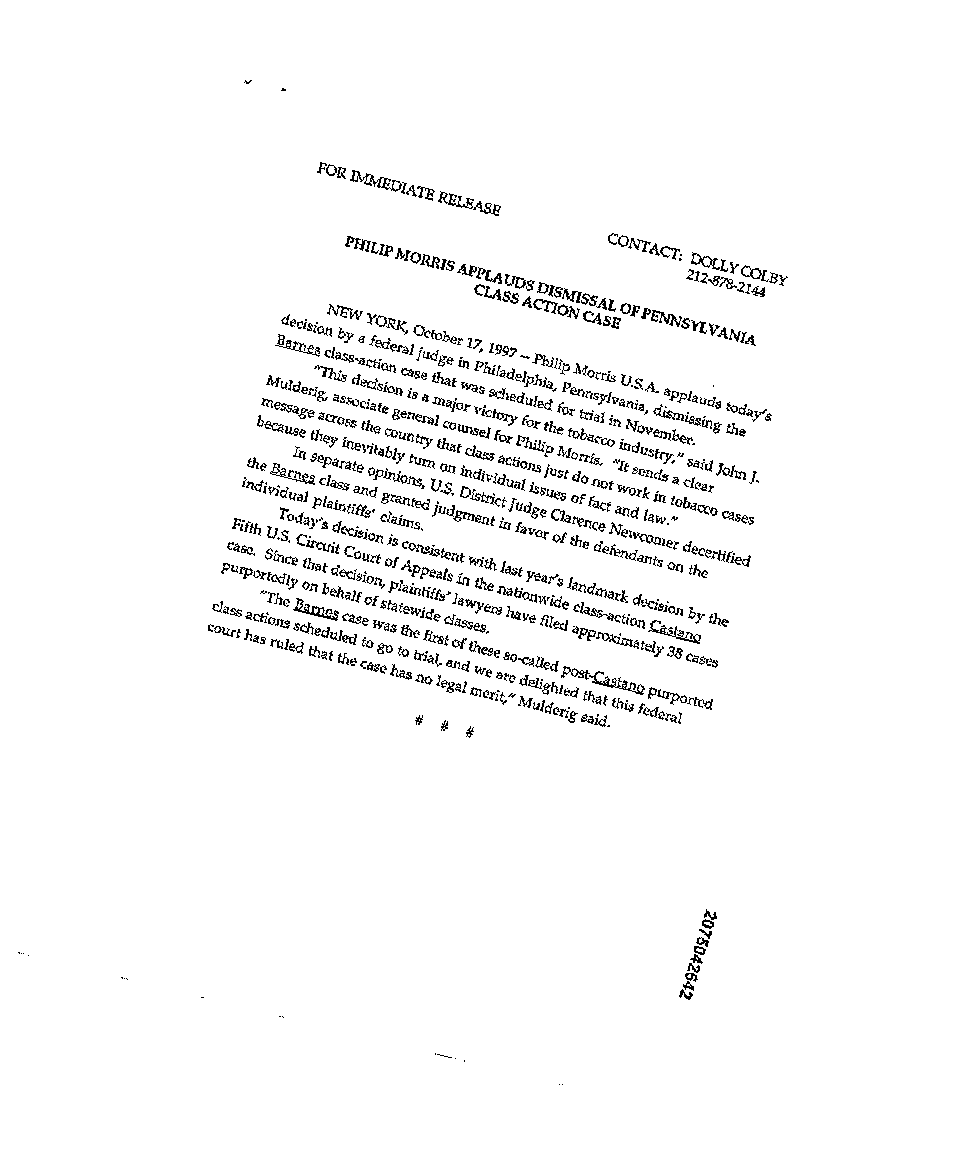 FOR IMMEDIATE RELEASE
CONTACT: DOLLY COLBY
212-878-2144
PHILIP MORRIS APPLAUDS DISMISSAL OF PENNSYLVANIA
CLASS ACTION CASE
NEW YORK, October 17, 1997 -- Philip Morris U.S.A. applauds today's
decision by a federal judge in Philadelphia, Pennsylvania, dismissing the
Barnes class-action case that was scheduled for trial in November.
"This decision is a major victory for the tobacco industry," said John J.
Mulderig, associate general counsel for Philip Morris. "It sends a clear
message across the country that class actions just do not work in tobacco cases
because they inevitably turn on individual issues of fact and law."
In separate opinions, U.S. District Judge Clarence Newcomer decertified
the Barnes class and granted judgment in favor of the defendants on the
individual plaintiffs' claims.
Today's decision is consistent with last year's landmark decision by the
Fifth U.S. Circuit Court of Appeals in the nationwide class-action Castano
case. Since that decision, plaintiffs' lawyers have filed approximately 38 cases
purportedly on behalf of statewide classes.
"The Barnes case was the first of these so-called post-Castano purported
class actions scheduled to go to trial, and we are delighted that this federal
court has ruled that the case has no legal merit," Mulderig said.
# # #
2075042642